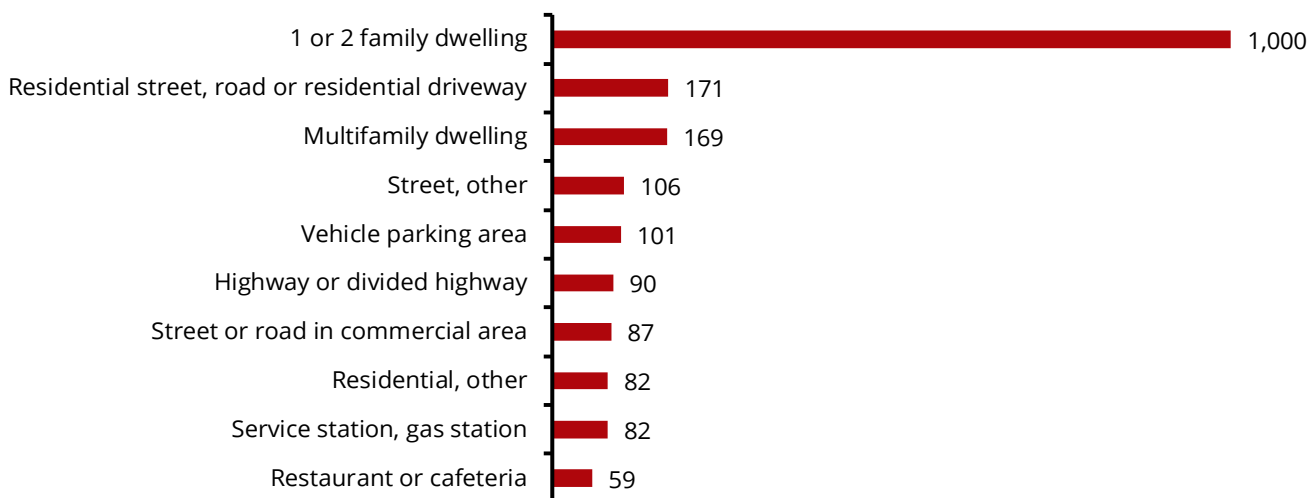 1 or 2 family dwelling 1,000
Residential street, road or residential driveway 171
Multifamily dwelling 169
Street, other 106
Vehicle parking area 101
Highway or divided highway 90
Street or road in commercial area 87
Residential, other 82
Service station, gas station 82
Restaurant or cafeteria 59